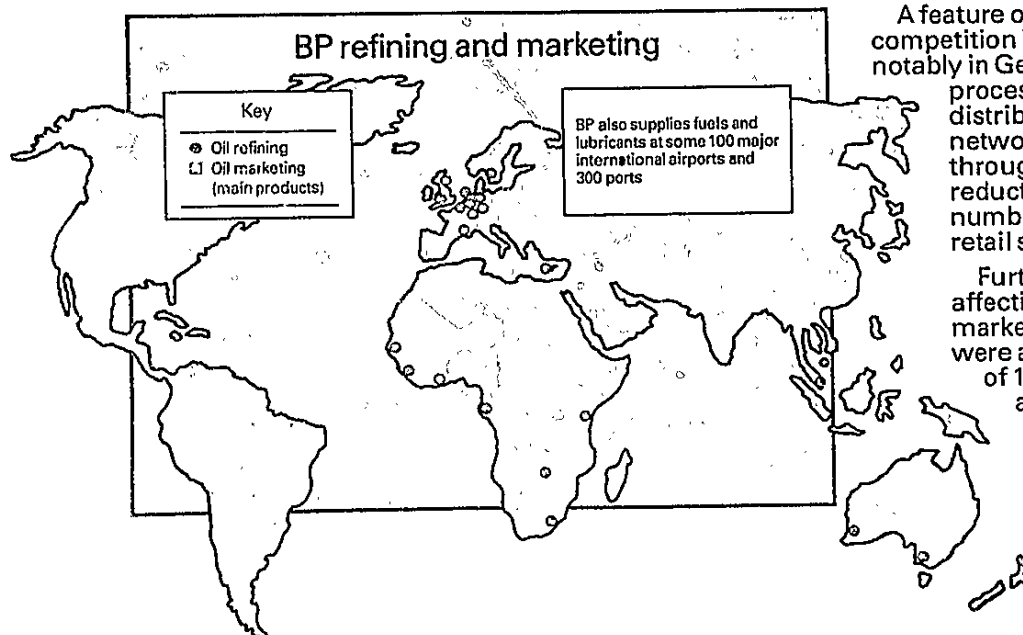 BP refining and marketing
Key
Oil refining
Oil marketing
(main products)
BP also supplies fuels and
lubricants at some 100 major
international airports and
300 ports
A feature o
competition
notably in Ge
proces
distrib
netwo
throug
reduct
numb
retail s
Furt
affecti
marke
were a
of 1
a